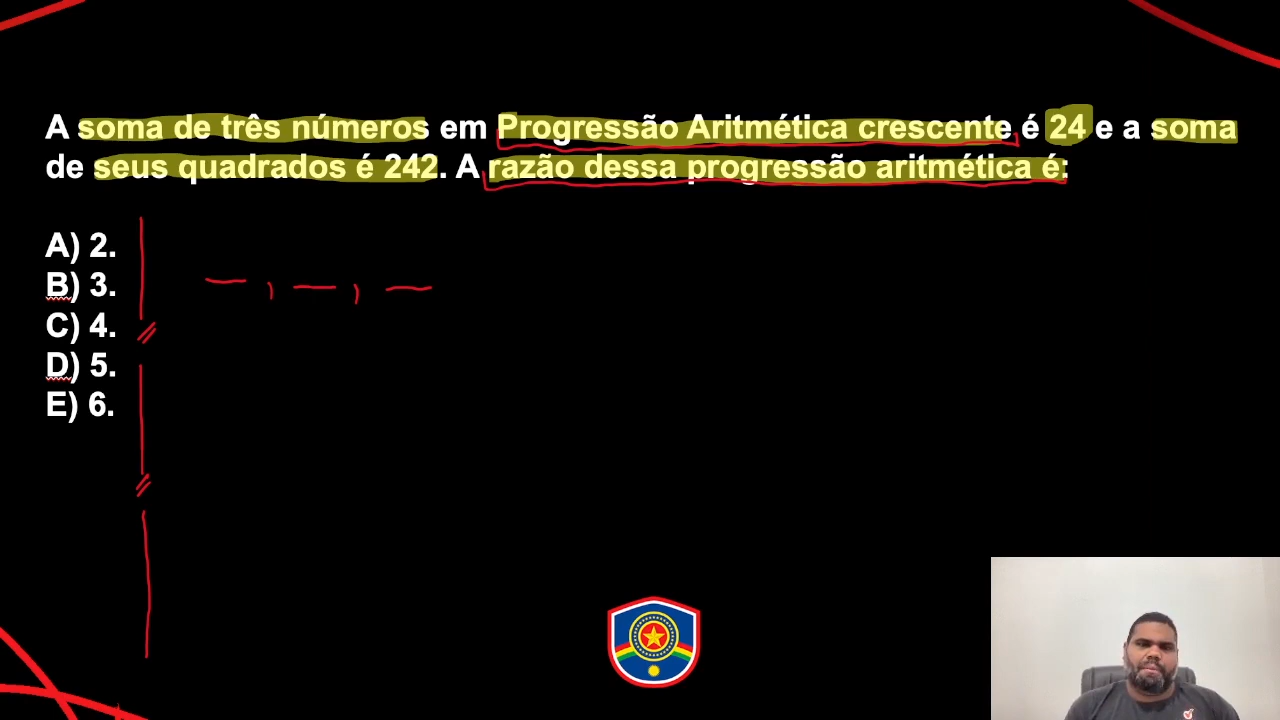 A soma de três números em Progressão Aritmética crescente é 24 e a soma
de seus quadrados é 242. A razão dessa progressão aritmética é:
A) 2.
B) 3.
C) 4.
D) 5.
E) 6.